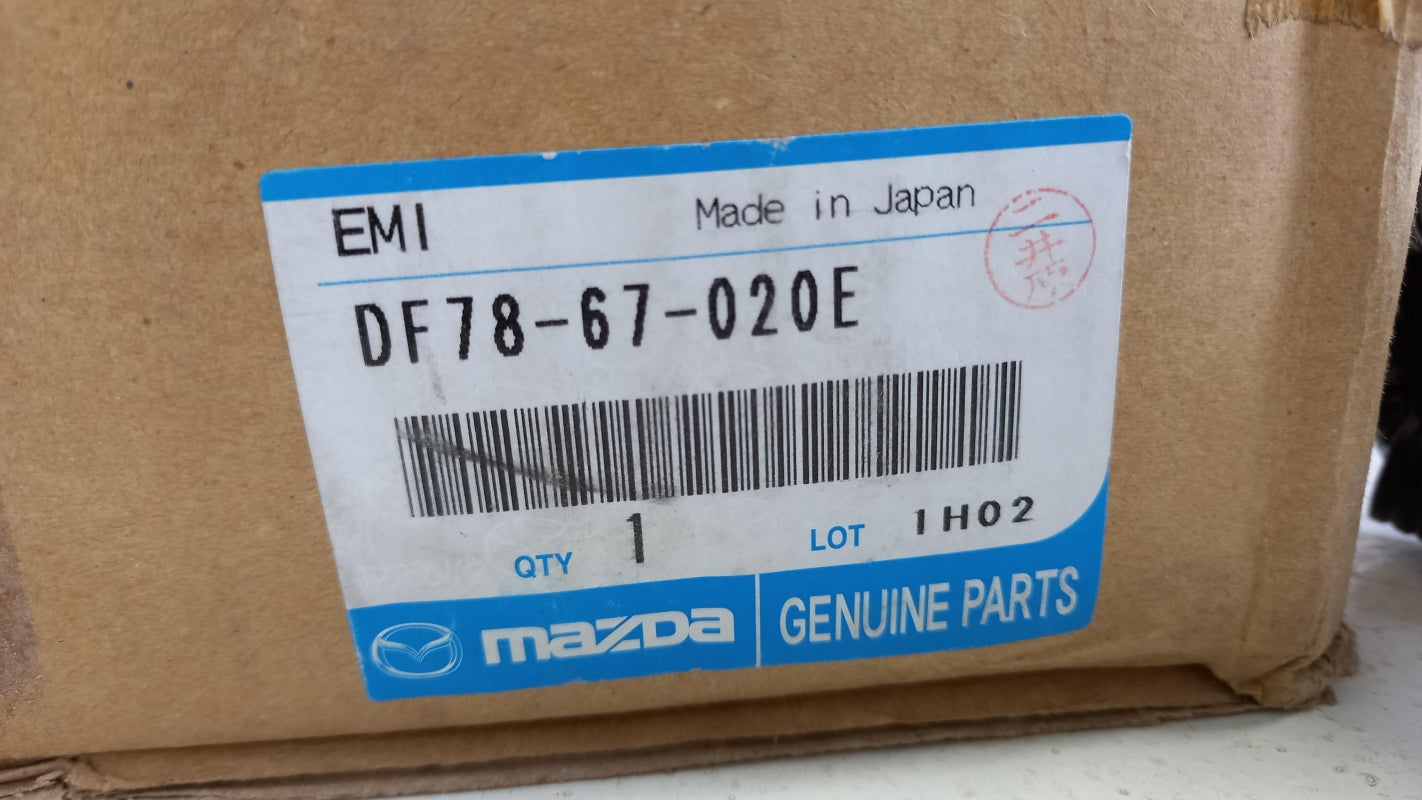 EMI Made in Japan
DF78-67-020E
QTY 1 LOT 1H02
mazda GENUINE PARTS